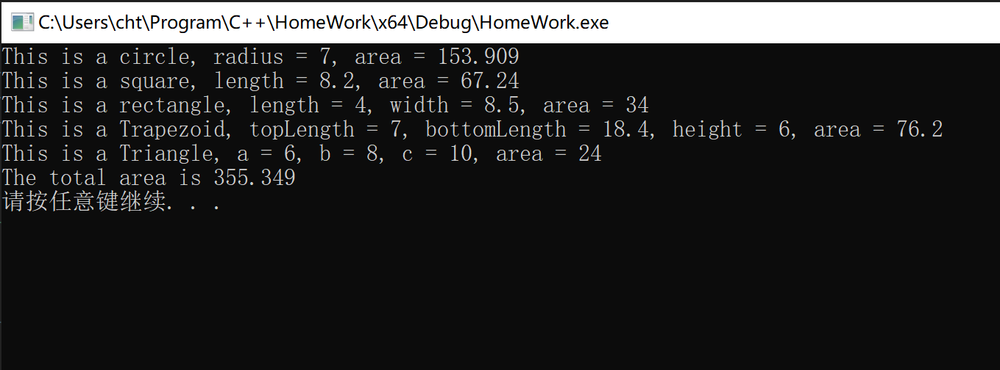 C:\Users\cht\Program\C++\HomeWork\x64\Debug\HomeWork.exe
This is a circle, radius = 7, area = 153.909
This is a square, length = 8.2, area = 67.24
This is a rectangle, length = 4, width = 8.5, area = 34
This is a Trapezoid, topLength = 7, bottomLength = 18.4, height = 6, area = 76.2
This is a Triangle, a = 6, b = 8, c = 10, area = 24
The total area is 355.349
请按任意键继续. . .